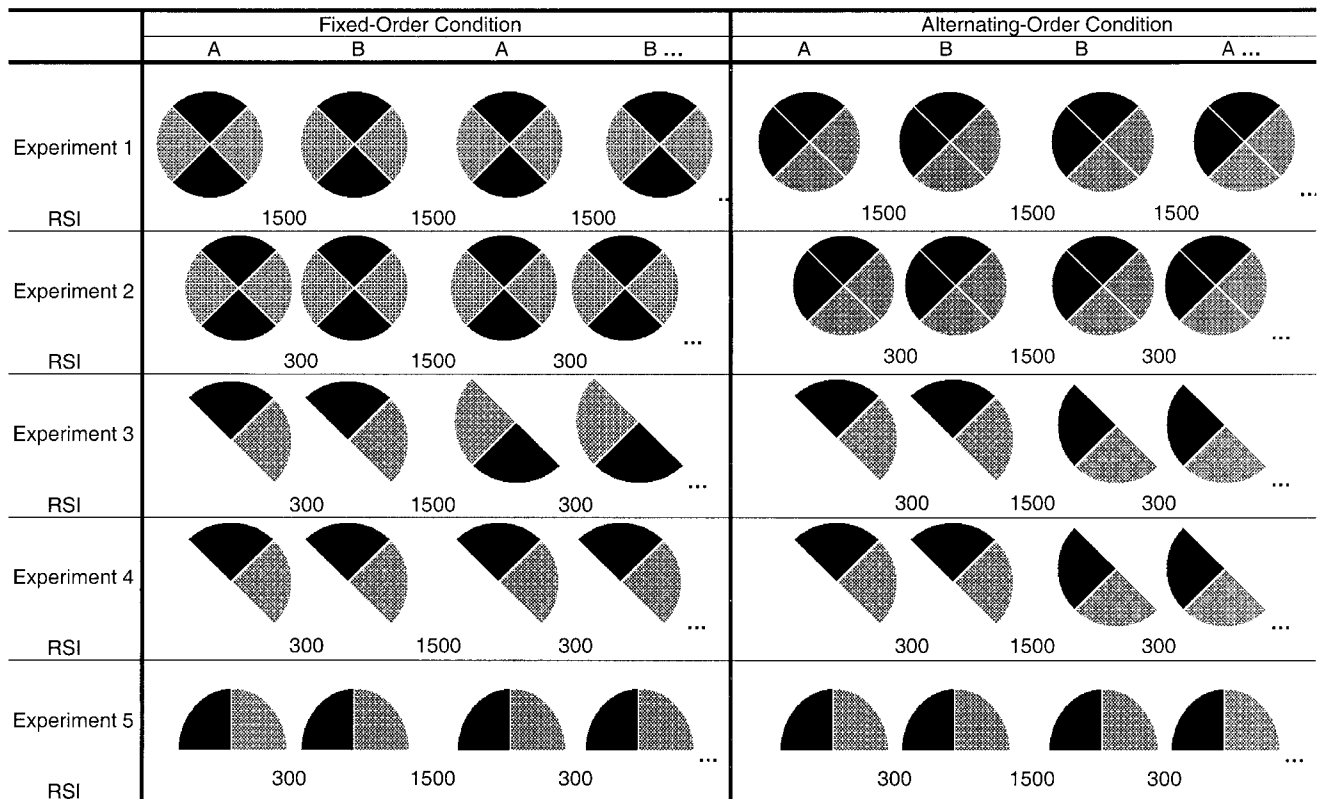 Fixed-Order Condition Alternating-Order Condition
A B A B ... A B B A ...
Experiment 1
... ...
RSI 1500 1500 1500 1500 1500 1500
Experiment 2
... ...
RSI 300 1500 300 300 1500 300
Experiment 3
... ...
RSI 300 1500 300 300 1500 300
Experiment 4
... ...
RSI 300 1500 300 300 1500 300
Experiment 5
... ...
RSI 300 1500 300 300 1500 300